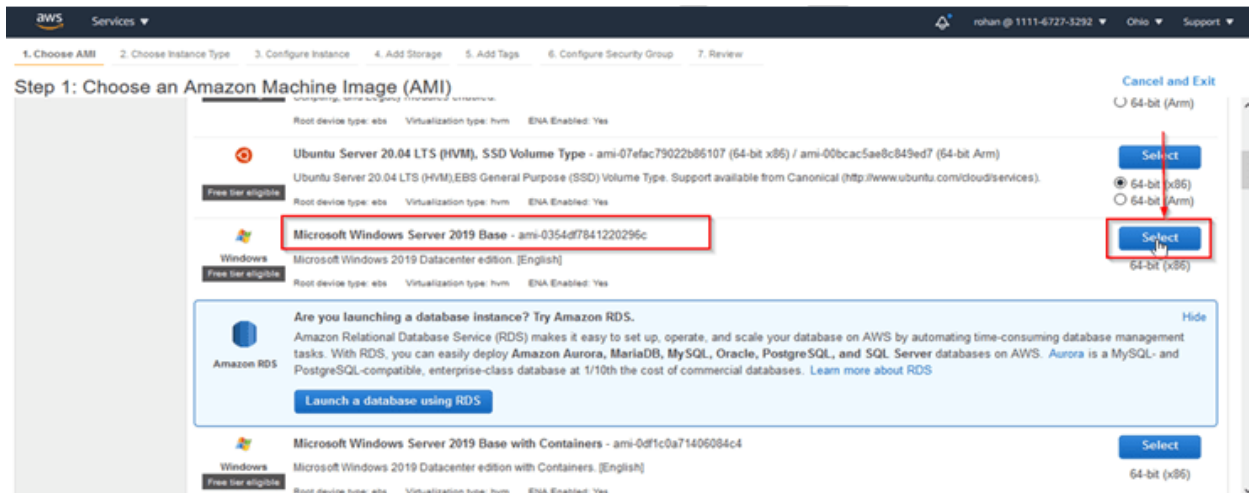 aws Services ▼ rohan @ 1111-6727-3292 ▼ Ohio ▼ Support ▼
1. Choose AMI 2. Choose Instance Type 3. Configure Instance 4. Add Storage 5. Add Tags 6. Configure Security Group 7. Review
Step 1: Choose an Amazon Machine Image (AMI) Cancel and Exit
64-bit (Arm)
Root device type: ebs Virtualization type: hvm ENA Enabled: Yes
Ubuntu Server 20.04 LTS (HVM), SSD Volume Type - ami-07efac79022b86107 (64-bit x86) / ami-00bcac5ae8c849ed7 (64-bit Arm) Select
Ubuntu Server 20.04 LTS (HVM),EBS General Purpose (SSD) Volume Type. Support available from Canonical (http://www.ubuntu.com/cloud/services). 64-bit (x86)
Free tier eligible Root device type: ebs Virtualization type: hvm ENA Enabled: Yes 64-bit (Arm)
Microsoft Windows Server 2019 Base - ami-0354df7841220296c Select
Windows Microsoft Windows 2019 Datacenter edition. [English] 64-bit (x86)
Free tier eligible Root device type: ebs Virtualization type: hvm ENA Enabled: Yes
Are you launching a database instance? Try Amazon RDS. Hide
Amazon Relational Database Service (RDS) makes it easy to set up, operate, and scale your database on AWS by automating time-consuming database management
tasks. With RDS, you can easily deploy Amazon Aurora, MariaDB, MySQL, Oracle, PostgreSQL, and SQL Server databases on AWS. Aurora is a MySQL- and
Amazon RDS PostgreSQL-compatible, enterprise-class database at 1/10th the cost of commercial databases. Learn more about RDS
Launch a database using RDS
Microsoft Windows Server 2019 Base with Containers - ami-0df1c0a71406084c4 Select
Windows Microsoft Windows 2019 Datacenter edition with Containers. [English] 64-bit (x86)
Free tier eligible Root device type: ebs Virtualization type: hvm ENA Enabled: Yes